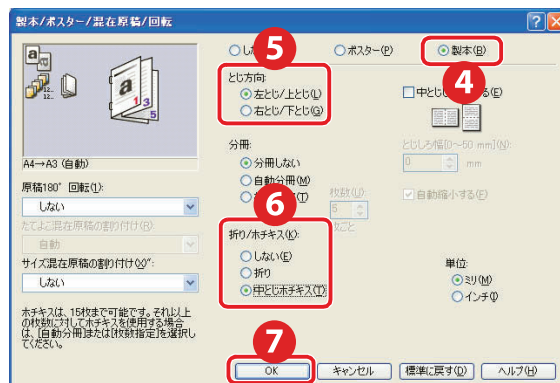 製本/ポスター/混在原稿/回転
A4→A3 (自動)
原稿180° 回転(1):
しない
たてよこ混在原稿の割り付け(R)
自動
サイズ混在原稿の割り付け(X)*:
しない
ホチキスは、15枚まで可能です。それ以上
の枚数に対してホチキスを使用する場合
は、[自動分冊]または[枚数指定]を選択し
てください。
5
ポスター(P)
製本(B)
4
とじ方向:
左とじ/上とじ(L)
右とじ/下とじ(G)
分冊:
分冊しない
自動分冊(M)
枚数(U):
5
6
折り/ホチキス(K):
しない(E)
折り
中とじホチキス(T)
とじしろ幅[0~50 mm](N):
0 mm
自動縮小する(F)
単位:
ミリ(M)
インチ(I)
7
OK
キャンセル
標準に戻す(D)
ヘルプ(H)